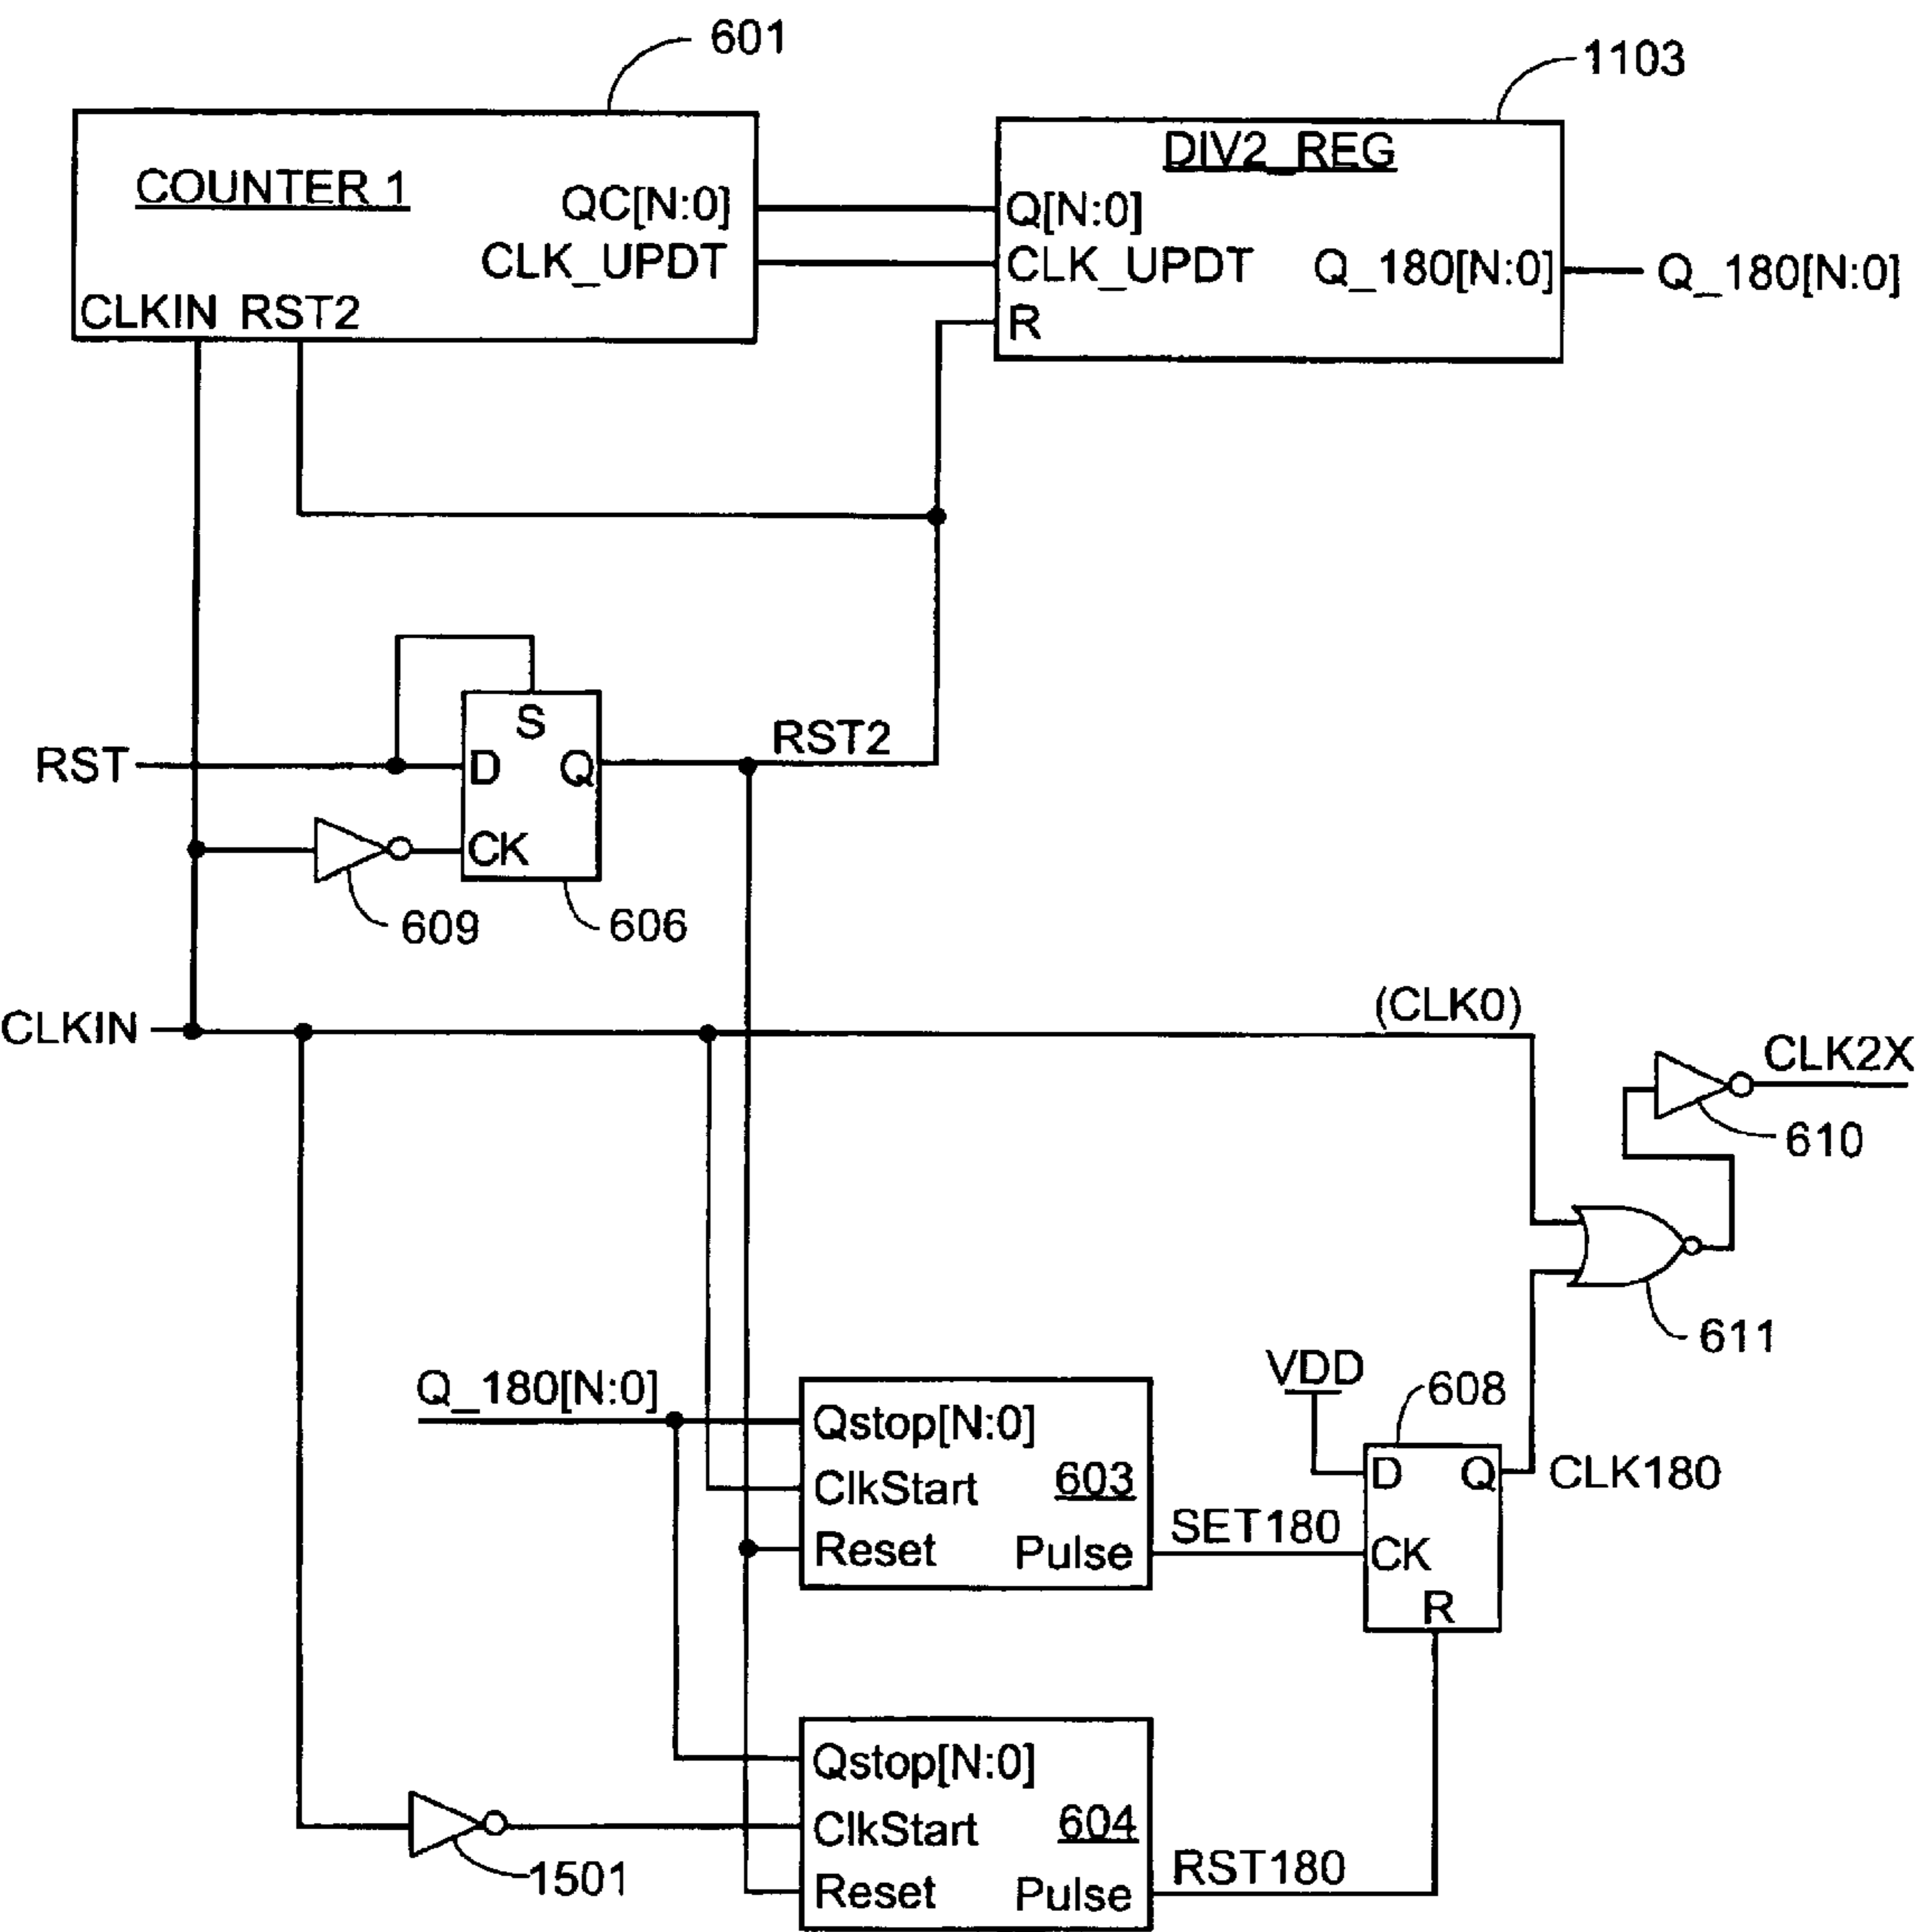 601
1103
COUNTER 1
QC[N:0]
CLK_UPDT
CLKIN RST2
DIV2_REG
Q[N:0]
CLK_UPDT
Q_180[N:0]
R
Q_180[N:0]
RST
S
D
Q
CK
RST2
609
606
CLKIN
(CLK0)
CLK2X
610
611
Q_180[N:0]
Qstop[N:0]
ClkStart
603
Reset
Pulse
SET180
VDD
608
D
Q
CK
R
CLK180
Qstop[N:0]
ClkStart
604
Reset
Pulse
RST180
1501